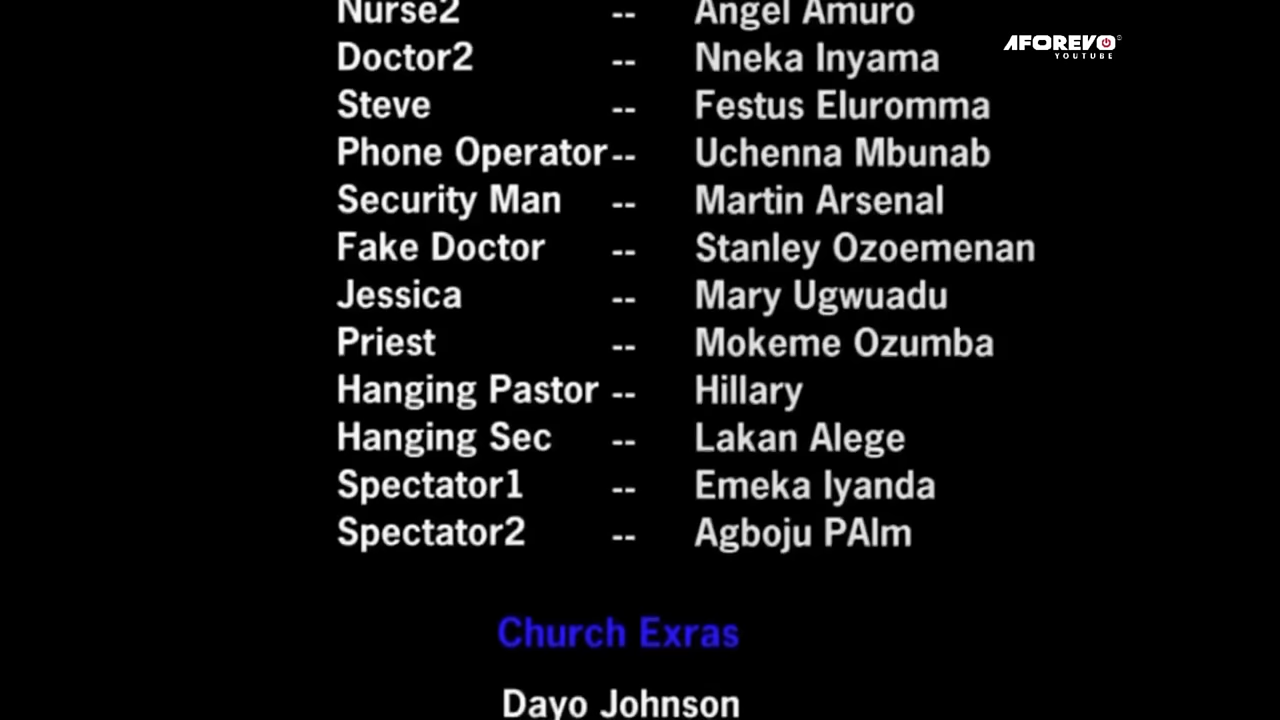 Nurse2 -- Angel Amuro
AFOREVO
YOUTUBE
Doctor2 -- Nneka Inyama
Steve -- Festus Eluromma
Phone Operator-- Uchenna Mbunab
Security Man -- Martin Arsenal
Fake Doctor -- Stanley Ozoemenan
Jessica -- Mary Ugwuadu
Priest -- Mokeme Ozumba
Hanging Pastor -- Hillary
Hanging Sec -- Lakan Alege
Spectator1 -- Emeka Iyanda
Spectator2 -- Agboju PAlm
Church Exras
Dayo Johnson